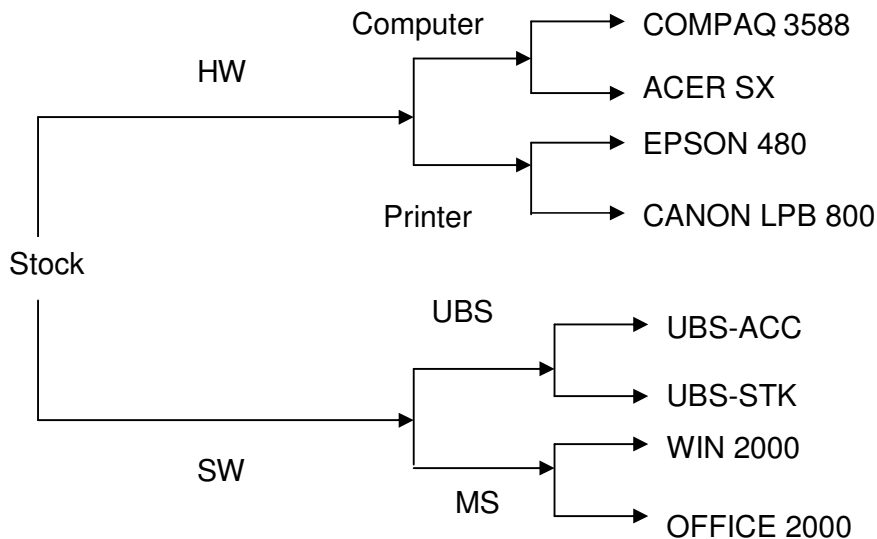 Computer
COMPAQ 3588
HW
ACER SX
EPSON 480
Printer
CANON LPB 800
Stock
UBS
UBS-ACC
UBS-STK
WIN 2000
SW
MS
OFFICE 2000